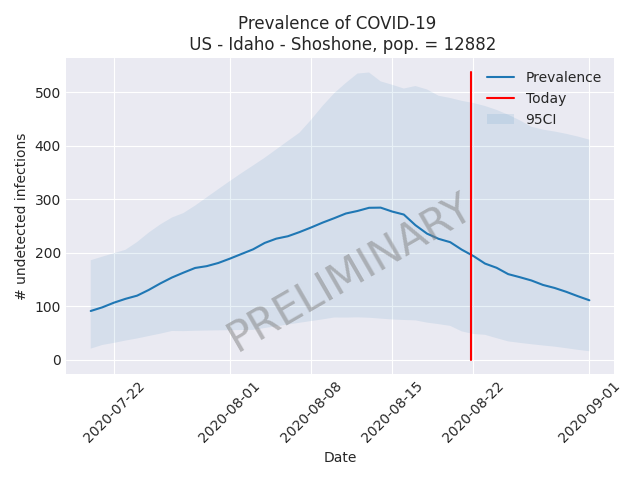 Prevalence of COVID-19
US - Idaho - Shoshone, pop. = 12882
Prevalence
Today
95CI
# undetected infections
500
400
300
200
100
0
PRELIMINARY
2020-07-22
2020-08-01
2020-08-08
2020-08-15
2020-08-22
2020-09-01
Date